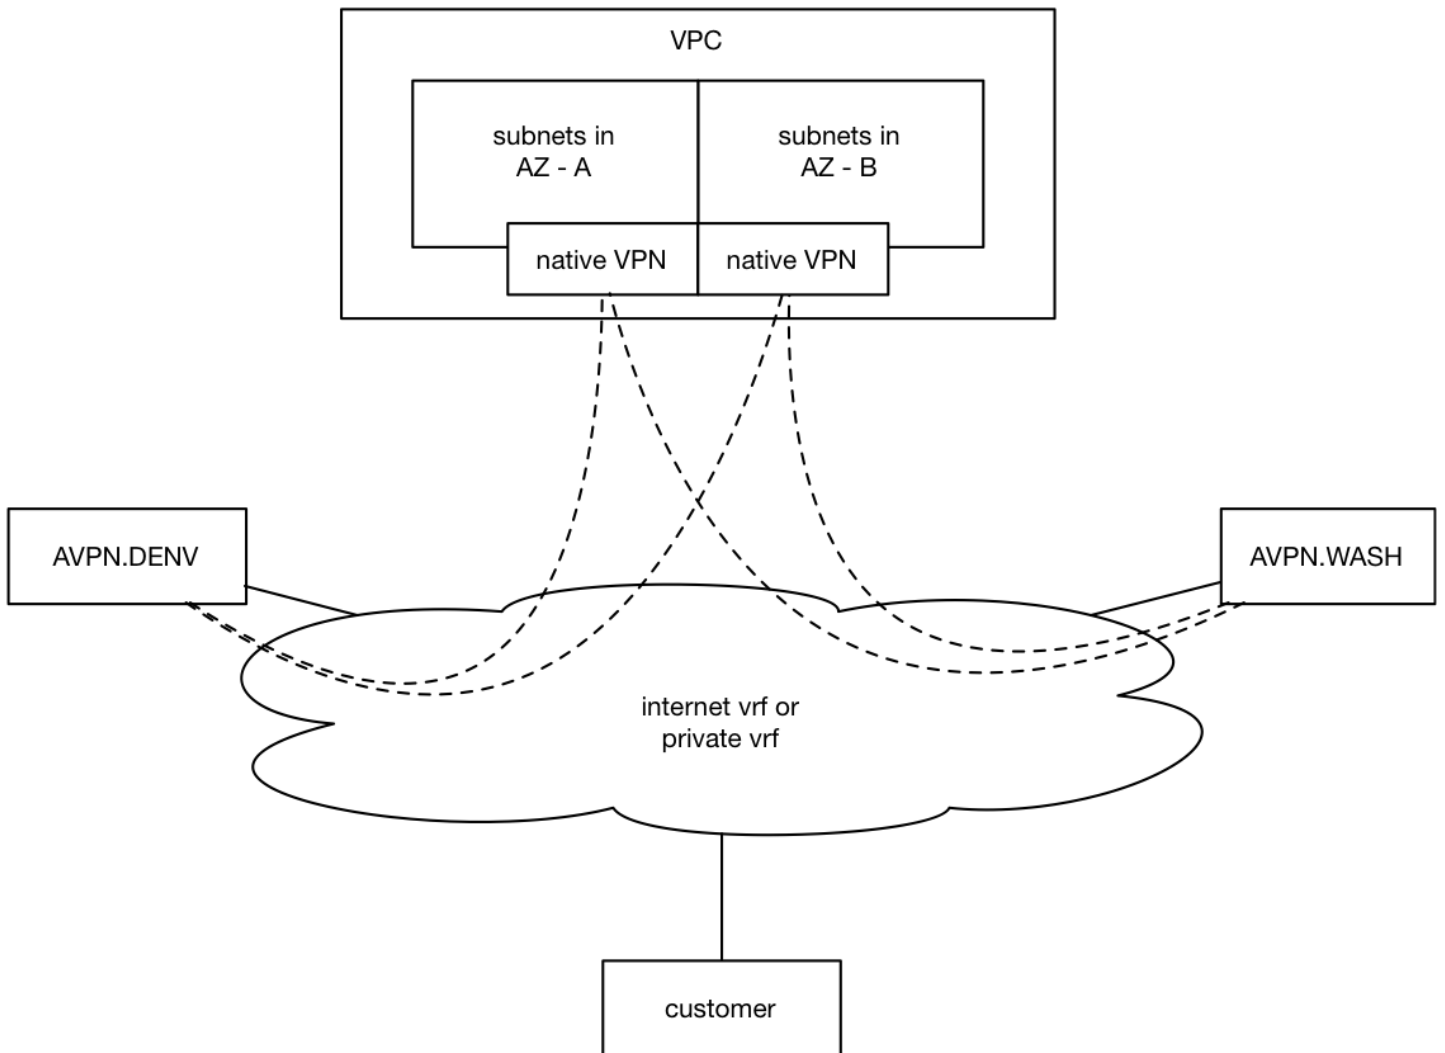 VPC
subnets in
AZ - A
subnets in
AZ - B
native VPN
native VPN
AVPN.DENV
AVPN.WASH
internet vrf or
private vrf
customer